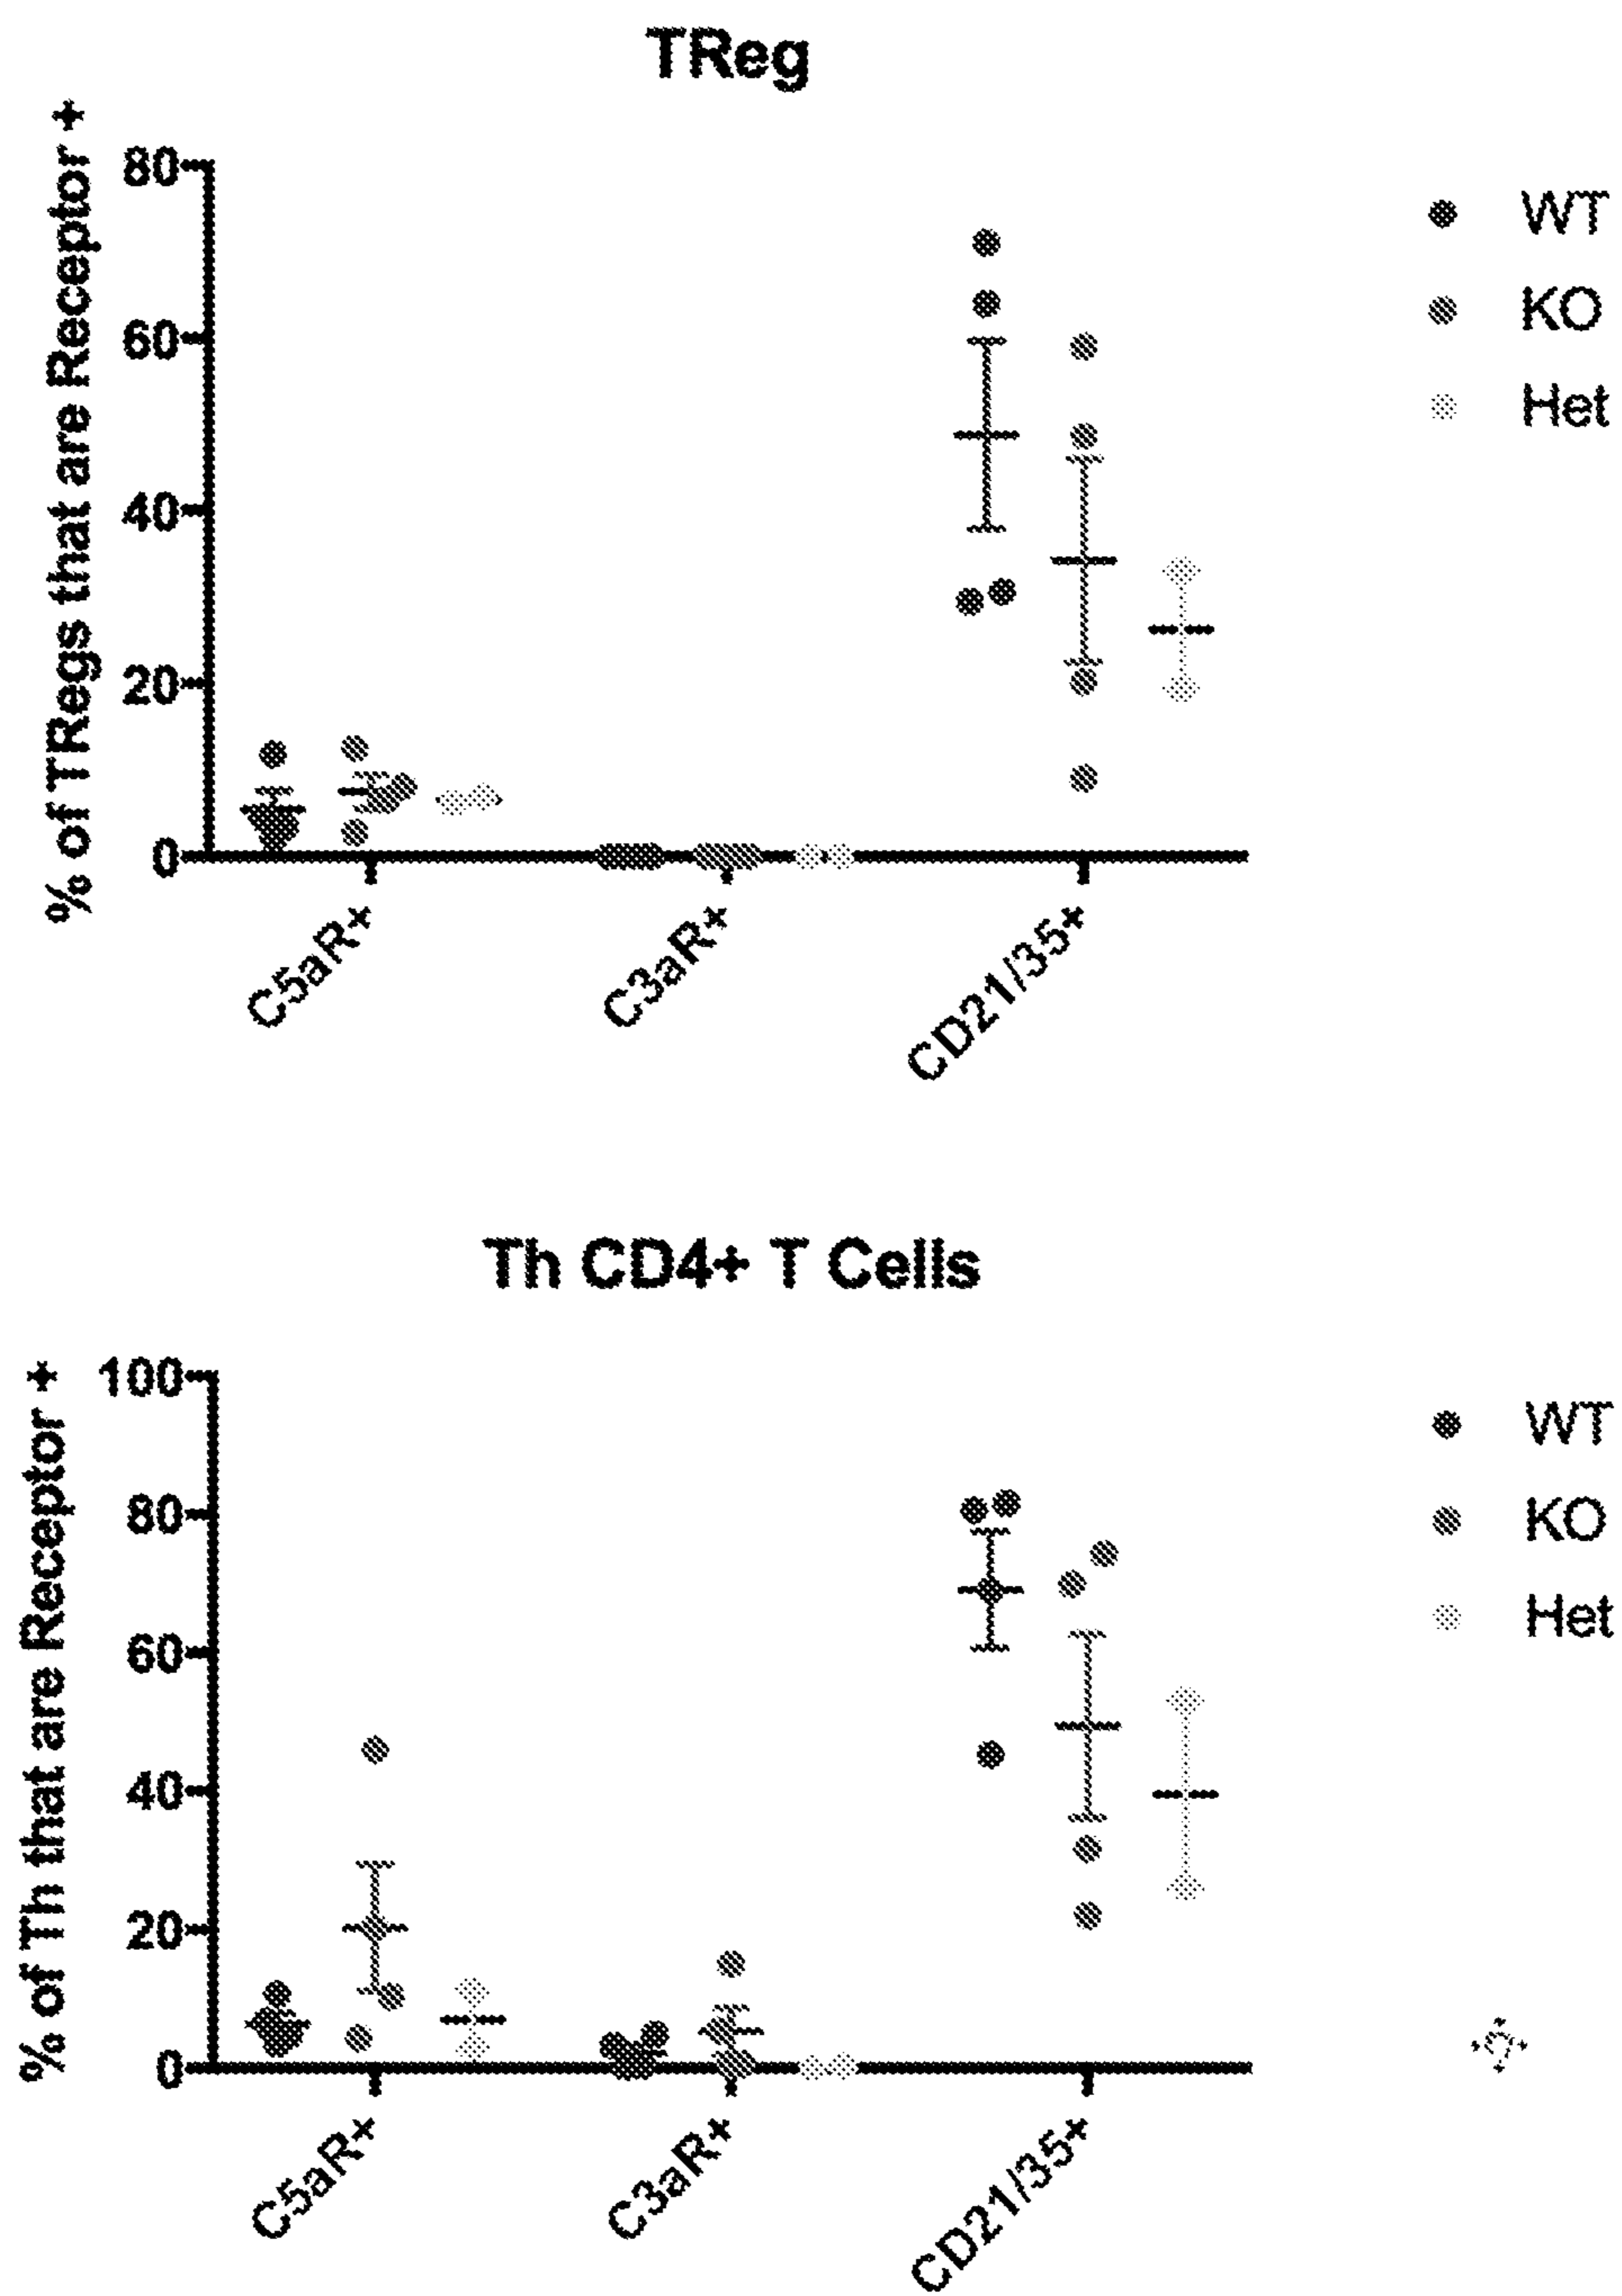 TReg
% of TRegs that are Receptor +
80
60
40
20
0
C5aR+
C3aR+
CD21/35+
WT
KO
Het
Th CD4+ T Cells
% of Th that are Receptor +
100
80
60
40
20
0
C5aR+
C3aR+
CD21/35+
WT
KO
Het